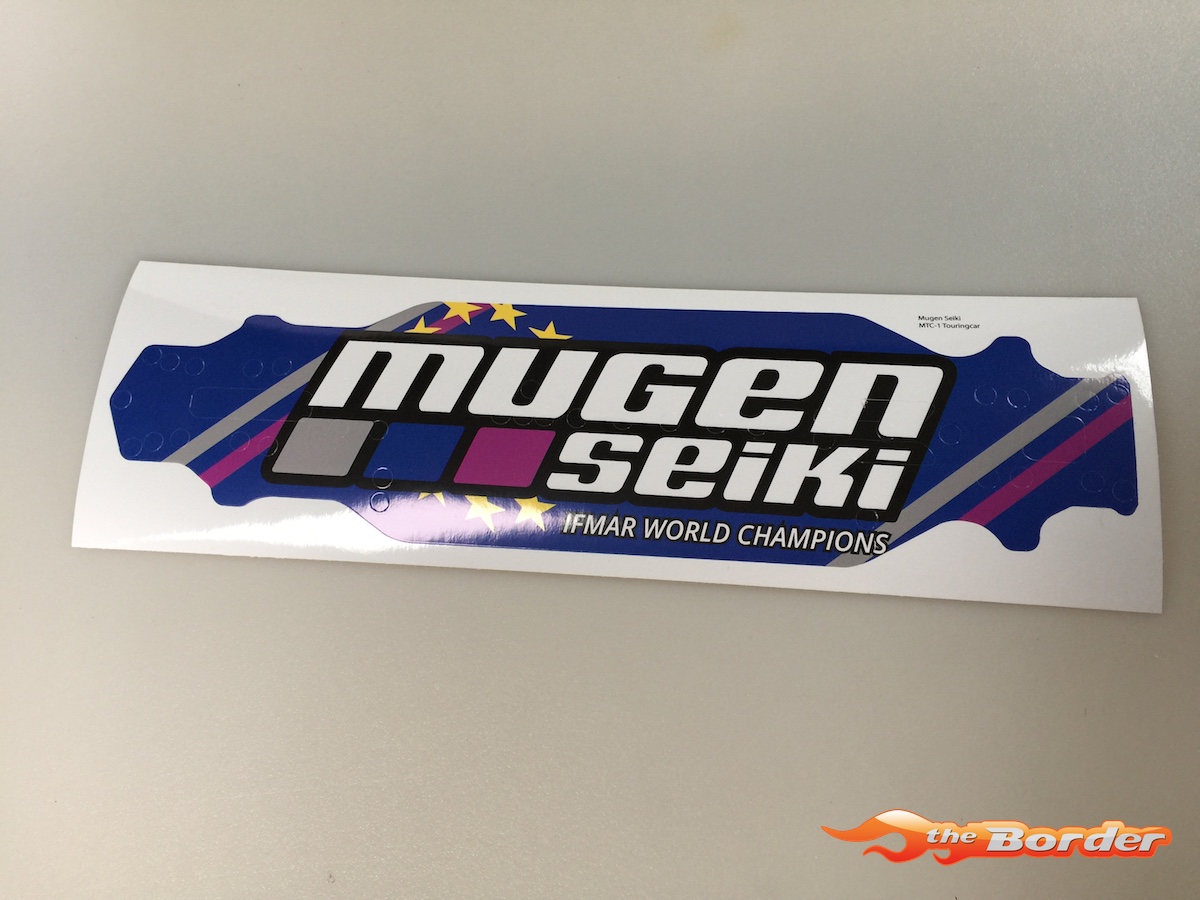 Mugen Seiki
MTC-1 Touringcar
mugen
seiki
IFMAR WORLD CHAMPIONS
the Border